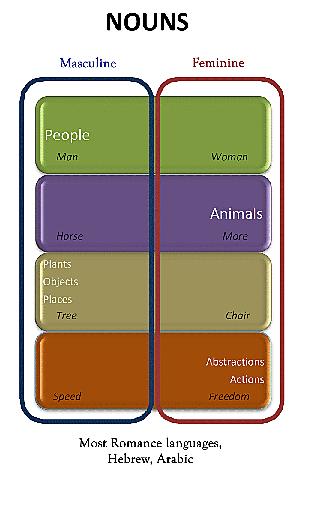 NOUNS
Masculine Feminine
People
Man Woman
Animals
Horse Mare
Plants
Objects
Places
Tree Chair
Abstractions
Actions
Speed Freedom
Most Romance languages,
Hebrew, Arabic